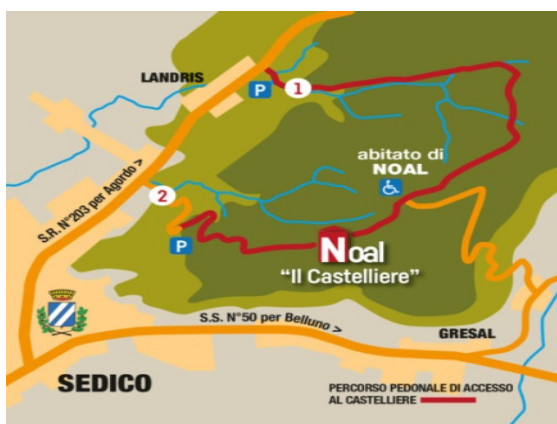 LANDRIS
P
1
abitato di
NOAL
S.R. N°203 per Agordo >
2
P
Noal
“Il Castelliere”
S.S. N°50 per Belluno >
GRESAL
SEDICO
PERCORSO PEDONALE DI ACCESSO
AL CASTELLIERE